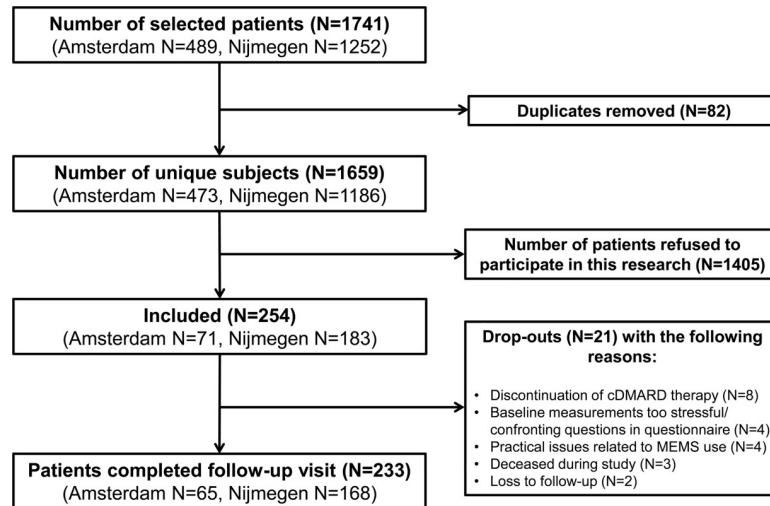 Number of selected patients (N=1741)
(Amsterdam N=489, Nijmegen N=1252)
Duplicates removed (N=82)
Number of unique subjects (N=1659)
(Amsterdam N=473, Nijmegen N=1186)
Number of patients refused to
participate in this research (N=1405)
Included (N=254)
(Amsterdam N=71, Nijmegen N=183)
Drop-outs (N=21) with the following
reasons:
• Discontinuation of cDMARD therapy (N=8)
• Baseline measurements too stressful/
confronting questions in questionnaire (N=4)
• Practical issues related to MEMS use (N=4)
• Deceased during study (N=3)
• Loss to follow-up (N=2)
Patients completed follow-up visit (N=233)
(Amsterdam N=65, Nijmegen N=168)